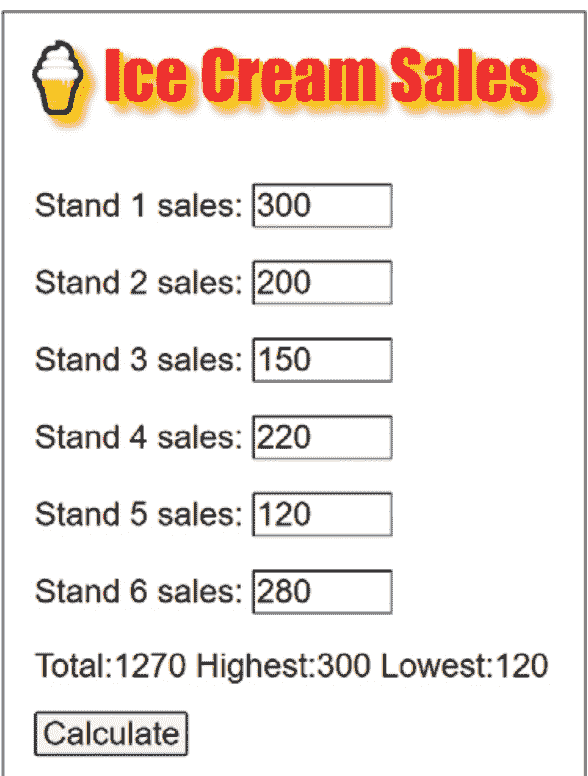 Ice Cream Sales
Stand 1 sales: 300
Stand 2 sales: 200
Stand 3 sales: 150
Stand 4 sales: 220
Stand 5 sales: 120
Stand 6 sales: 280
Total:1270 Highest:300 Lowest:120
Calculate